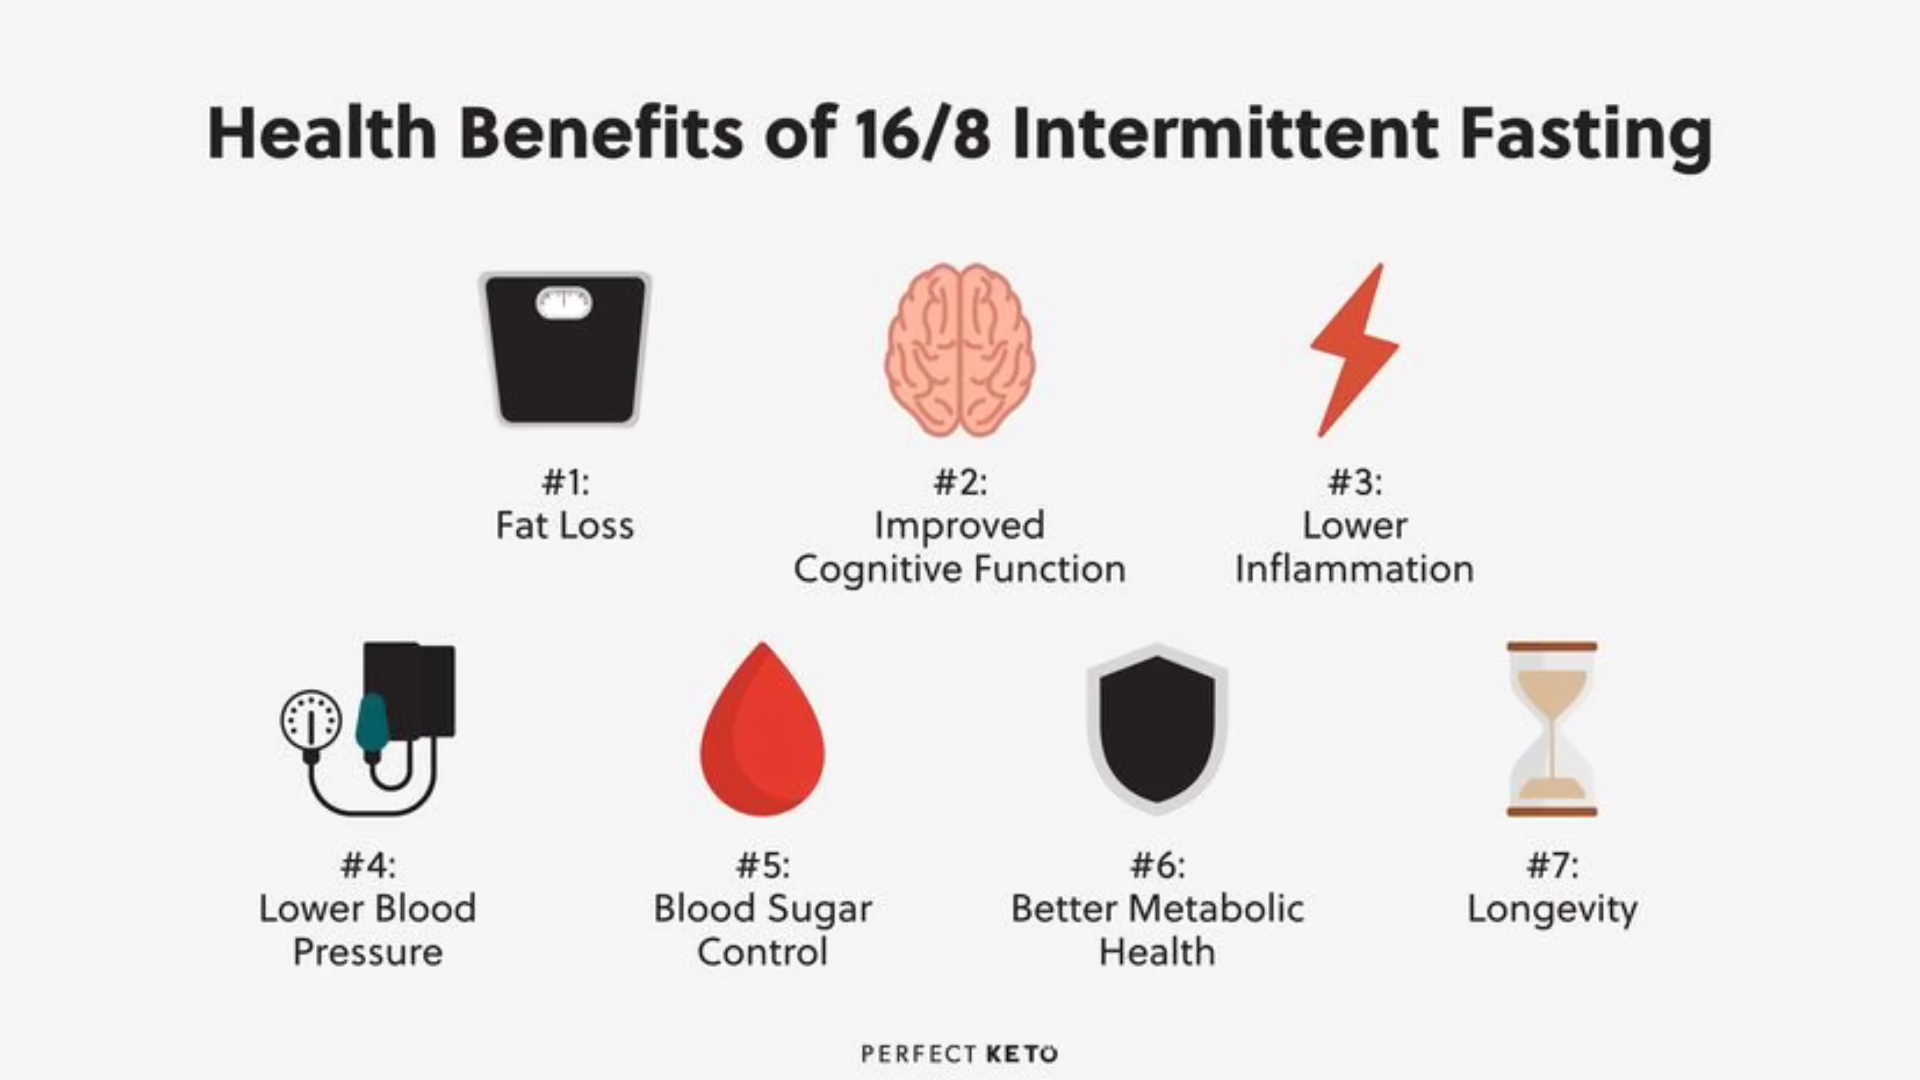 Health Benefits of 16/8 Intermittent Fasting
#1:
Fat Loss
#2:
Improved
Cognitive Function
#3:
Lower
Inflammation
#4:
Lower Blood
Pressure
#5:
Blood Sugar
Control
#6:
Better Metabolic
Health
#7:
Longevity
PERFECT KETO